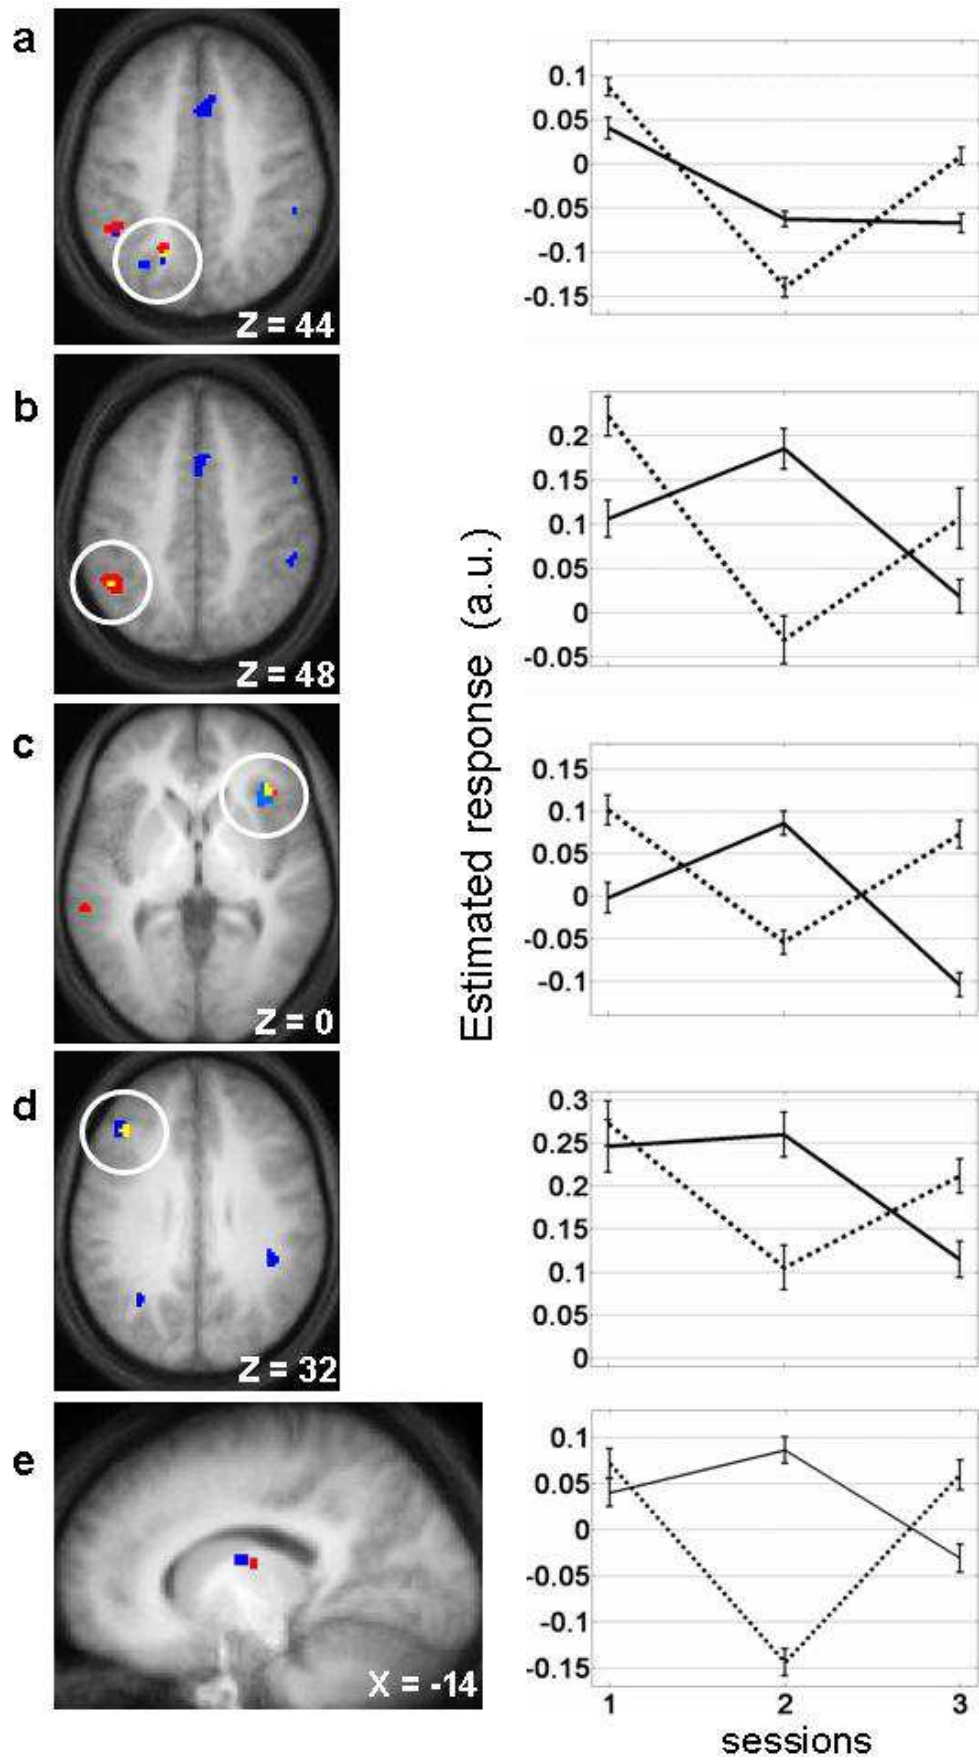 a
Z = 44
0.1
0.05
0
-0.05
-0.1
-0.15
b
Z = 48
0.2
0.15
0.1
0.05
0
-0.05
c
Z = 0
0.15
0.1
0.05
0
-0.05
-0.1
d
Z = 32
0.3
0.25
0.2
0.15
0.1
0.05
0
e
X = -14
0.1
0.05
0
-0.05
-0.1
-0.15
1 2 3
sessions
Estimated response (a.u.)